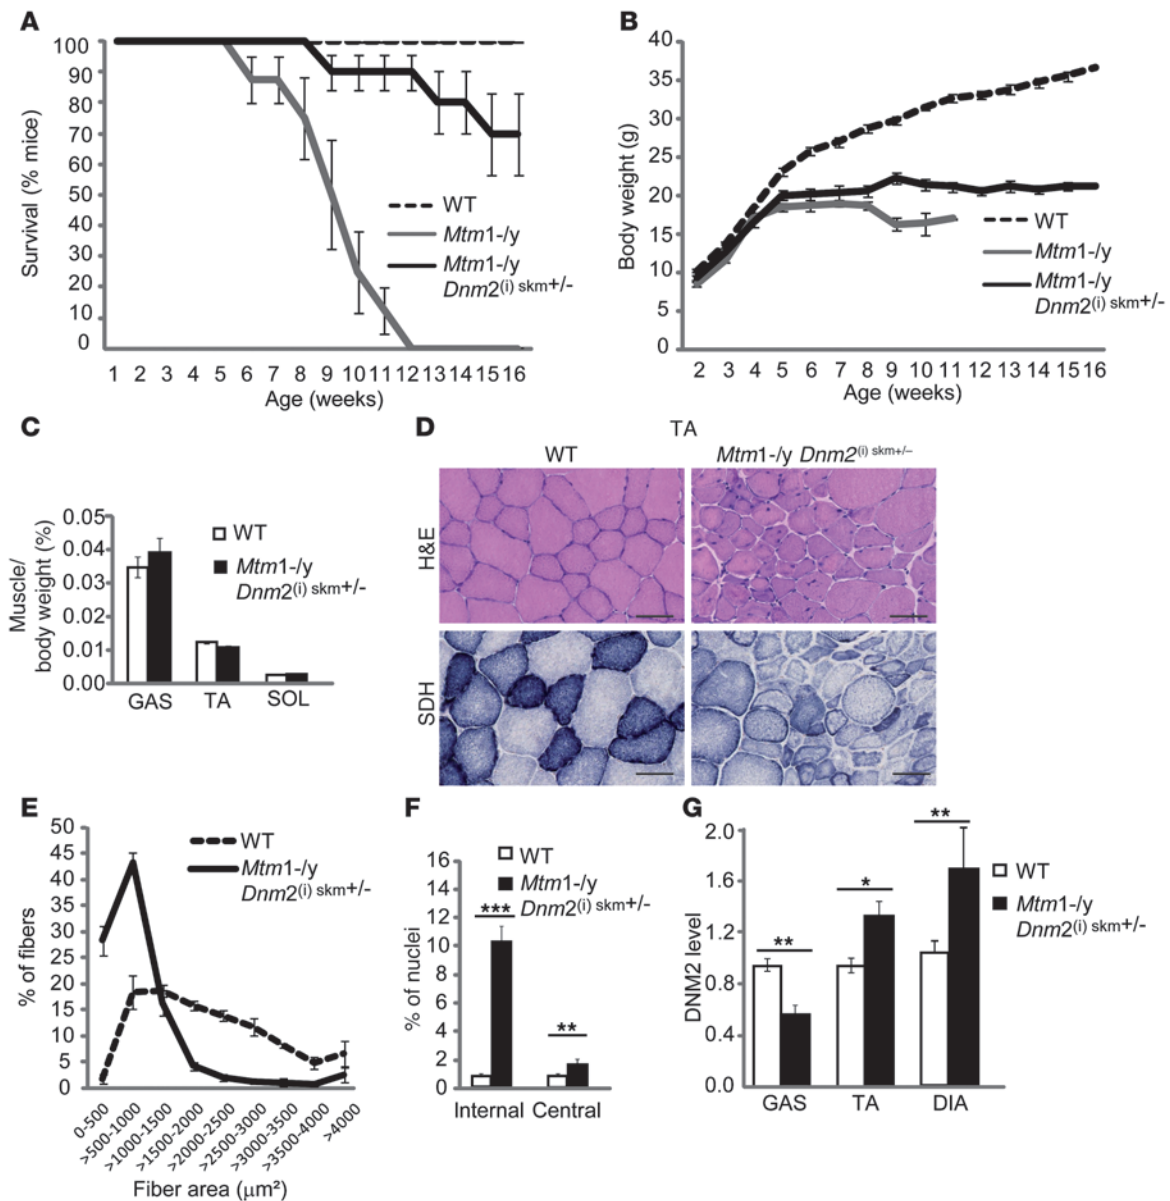 A
100
90
80
70
60
50
40
30
20
10
0
Survival (% mice)
WT
Mtm1-/y
Mtm1-/y
Dnm2(i) skm+/-
1 2 3 4 5 6 7 8 9 10 11 12 13 14 15 16
Age (weeks)
B
40
35
30
25
20
15
10
5
0
Body weight (g)
WT
Mtm1-/y
Mtm1-/y
Dnm2(i) skm+/-
2 3 4 5 6 7 8 9 10 11 12 13 14 15 16
Age (weeks)
C
0.05
0.04
0.03
0.02
0.01
0.00
Muscle/
body weight (%)
WT
Mtm1-/y
Dnm2(i) skm+/-
GAS TA SOL
D
TA
WT Mtm1-/y Dnm2(i) skm+/-
H&E
SDH
E
50
45
40
35
30
25
20
15
10
5
0
% of fibers
WT
Mtm1-/y
Dnm2(i) skm+/-
0-500
>500-1000
>1000-1500
>1500-2000
>2000-2500
>2500-3000
>3000-3500
>3500-4000
>4000
Fiber area (µm²)
F
16
14
12
10
8
6
4
2
0
% of nuclei
WT
Mtm1-/y
Dnm2(i) skm+/-
***
**
Internal Central
G
2.0
1.6
1.2
0.8
0.4
0.0
DNM2 level
**
*
**
WT
Mtm1-/y
Dnm2(i) skm+/-
GAS TA DIA